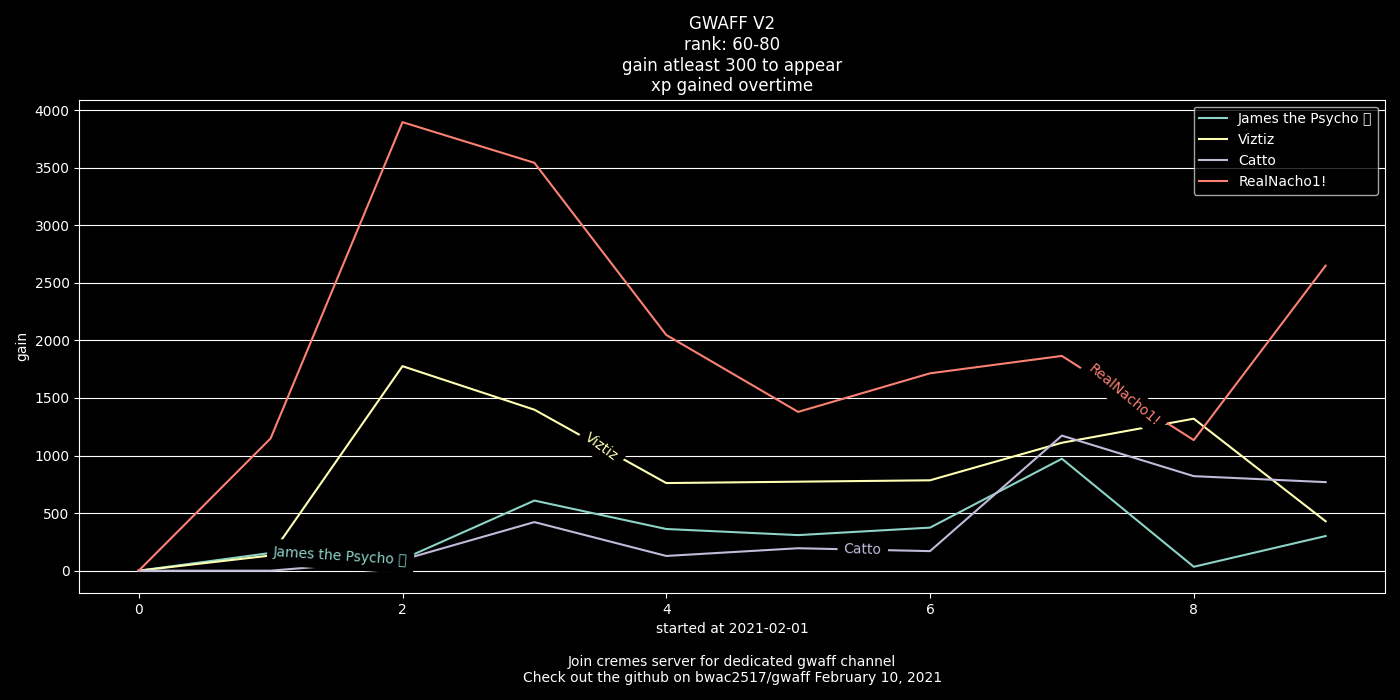 GWAFF V2
rank: 60-80
gain atleast 300 to appear
xp gained overtime
4000
3500
3000
2500
2000
1500
1000
500
0
gain
James the Psycho
Viztiz
Catto
RealNacho1!
RealNacho1!
Viztiz
James the Psycho
Catto
0
2
4
6
8
started at 2021-02-01
Join cremes server for dedicated gwaff channel
Check out the github on bwac2517/gwaff February 10, 2021